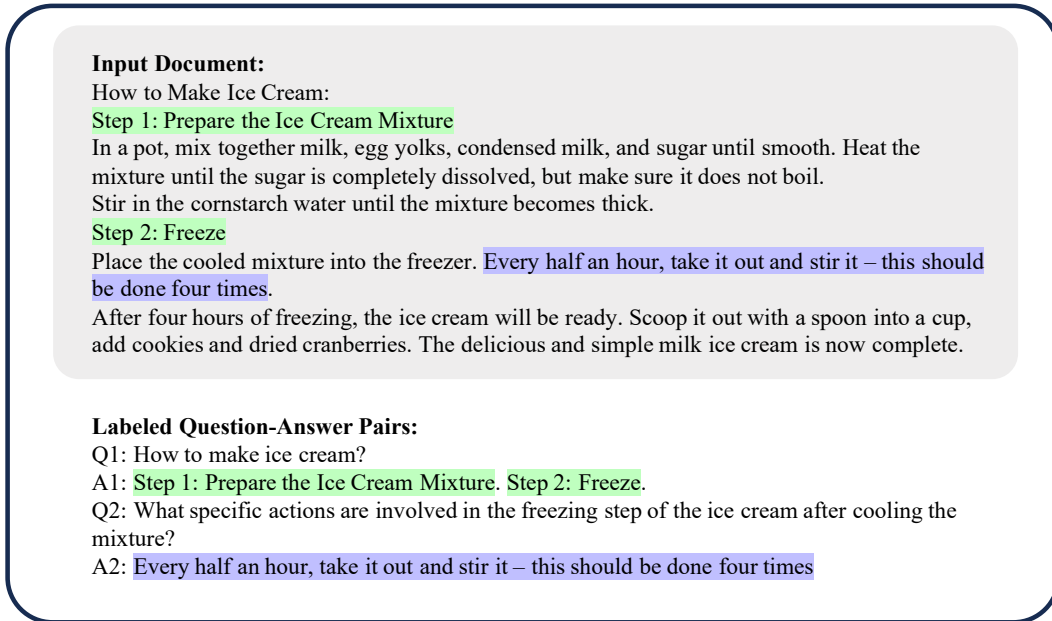 Input Document:
How to Make Ice Cream:
Step 1: Prepare the Ice Cream Mixture
In a pot, mix together milk, egg yolks, condensed milk, and sugar until smooth. Heat the
mixture until the sugar is completely dissolved, but make sure it does not boil.
Stir in the cornstarch water until the mixture becomes thick.
Step 2: Freeze
Place the cooled mixture into the freezer. Every half an hour, take it out and stir it – this should
be done four times.
After four hours of freezing, the ice cream will be ready. Scoop it out with a spoon into a cup,
add cookies and dried cranberries. The delicious and simple milk ice cream is now complete.
Labeled Question-Answer Pairs:
Q1: How to make ice cream?
A1: Step 1: Prepare the Ice Cream Mixture. Step 2: Freeze.
Q2: What specific actions are involved in the freezing step of the ice cream after cooling the
mixture?
A2: Every half an hour, take it out and stir it – this should be done four times